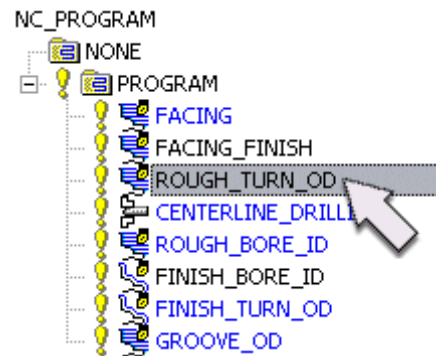 NC_PROGRAM
NONE
PROGRAM
FACING
FACING_FINISH
ROUGH_TURN_OD
CENTERLINE_DRILLI
ROUGH_BORE_ID
FINISH_BORE_ID
FINISH_TURN_OD
GROOVE_OD